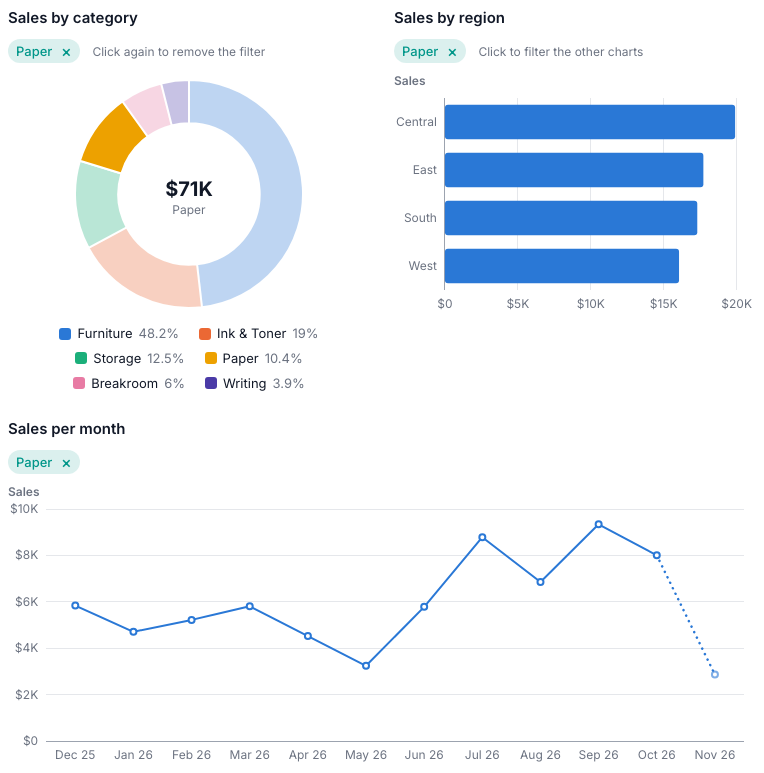 Sales by category
Paper ×
Click again to remove the filter
$71K
Paper
Furniture 48.2%
Ink & Toner 19%
Storage 12.5%
Paper 10.4%
Breakroom 6%
Writing 3.9%
Sales by region
Paper ×
Click to filter the other charts
Sales
Central
East
South
West
$0 $5K $10K $15K $20K
Sales per month
Paper ×
Sales
$10K
$8K
$6K
$4K
$2K
$0
Dec 25 Jan 26 Feb 26 Mar 26 Apr 26 May 26 Jun 26 Jul 26 Aug 26 Sep 26 Oct 26 Nov 26